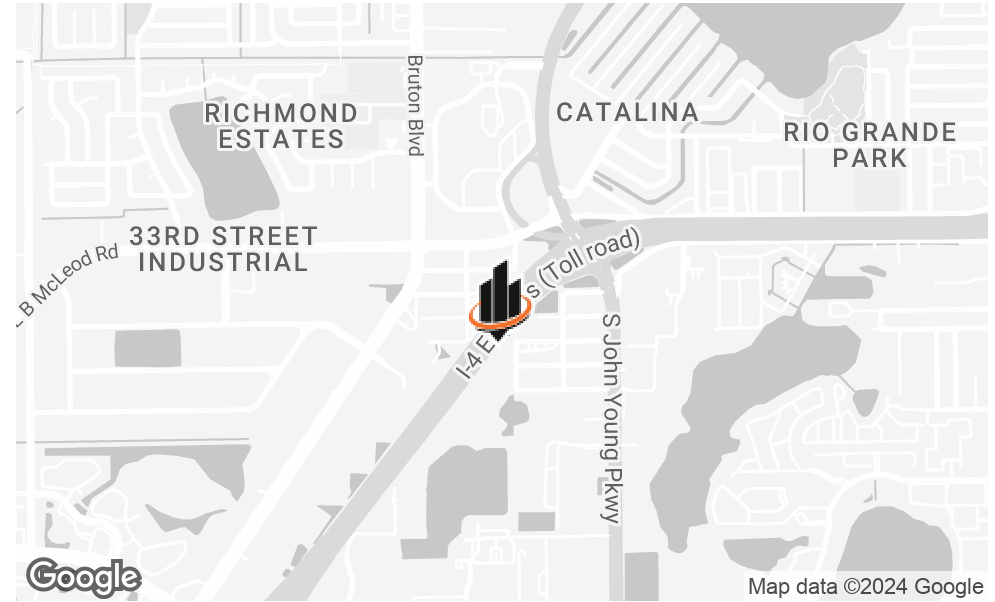 Bruton Blvd
RICHMOND
ESTATES
CATALINA
RIO GRANDE
PARK
33RD STREET
INDUSTRIAL
L B McLeod Rd
I-4 E
s (Toll road)
S John Young Pkwy
Google
Map data ©2024 Google